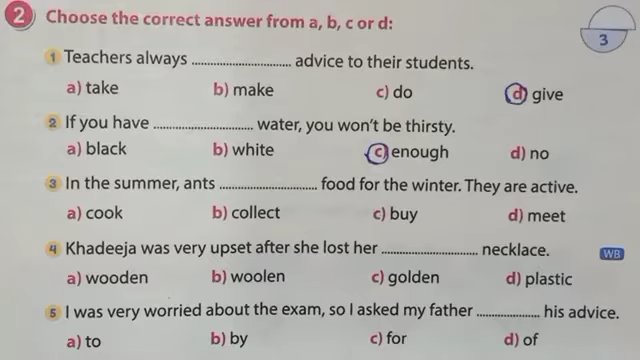 2 Choose the correct answer from a, b, c or d:
3
1 Teachers always .............................. advice to their students.
a) take b) make c) do d) give
2 If you have .............................. water, you won't be thirsty.
a) black b) white c) enough d) no
3 In the summer, ants .............................. food for the winter. They are active.
a) cook b) collect c) buy d) meet
4 Khadeeja was very upset after she lost her .............................. necklace. WB
a) wooden b) woolen c) golden d) plastic
5 I was very worried about the exam, so I asked my father .................... his advice.
a) to b) by c) for d) of